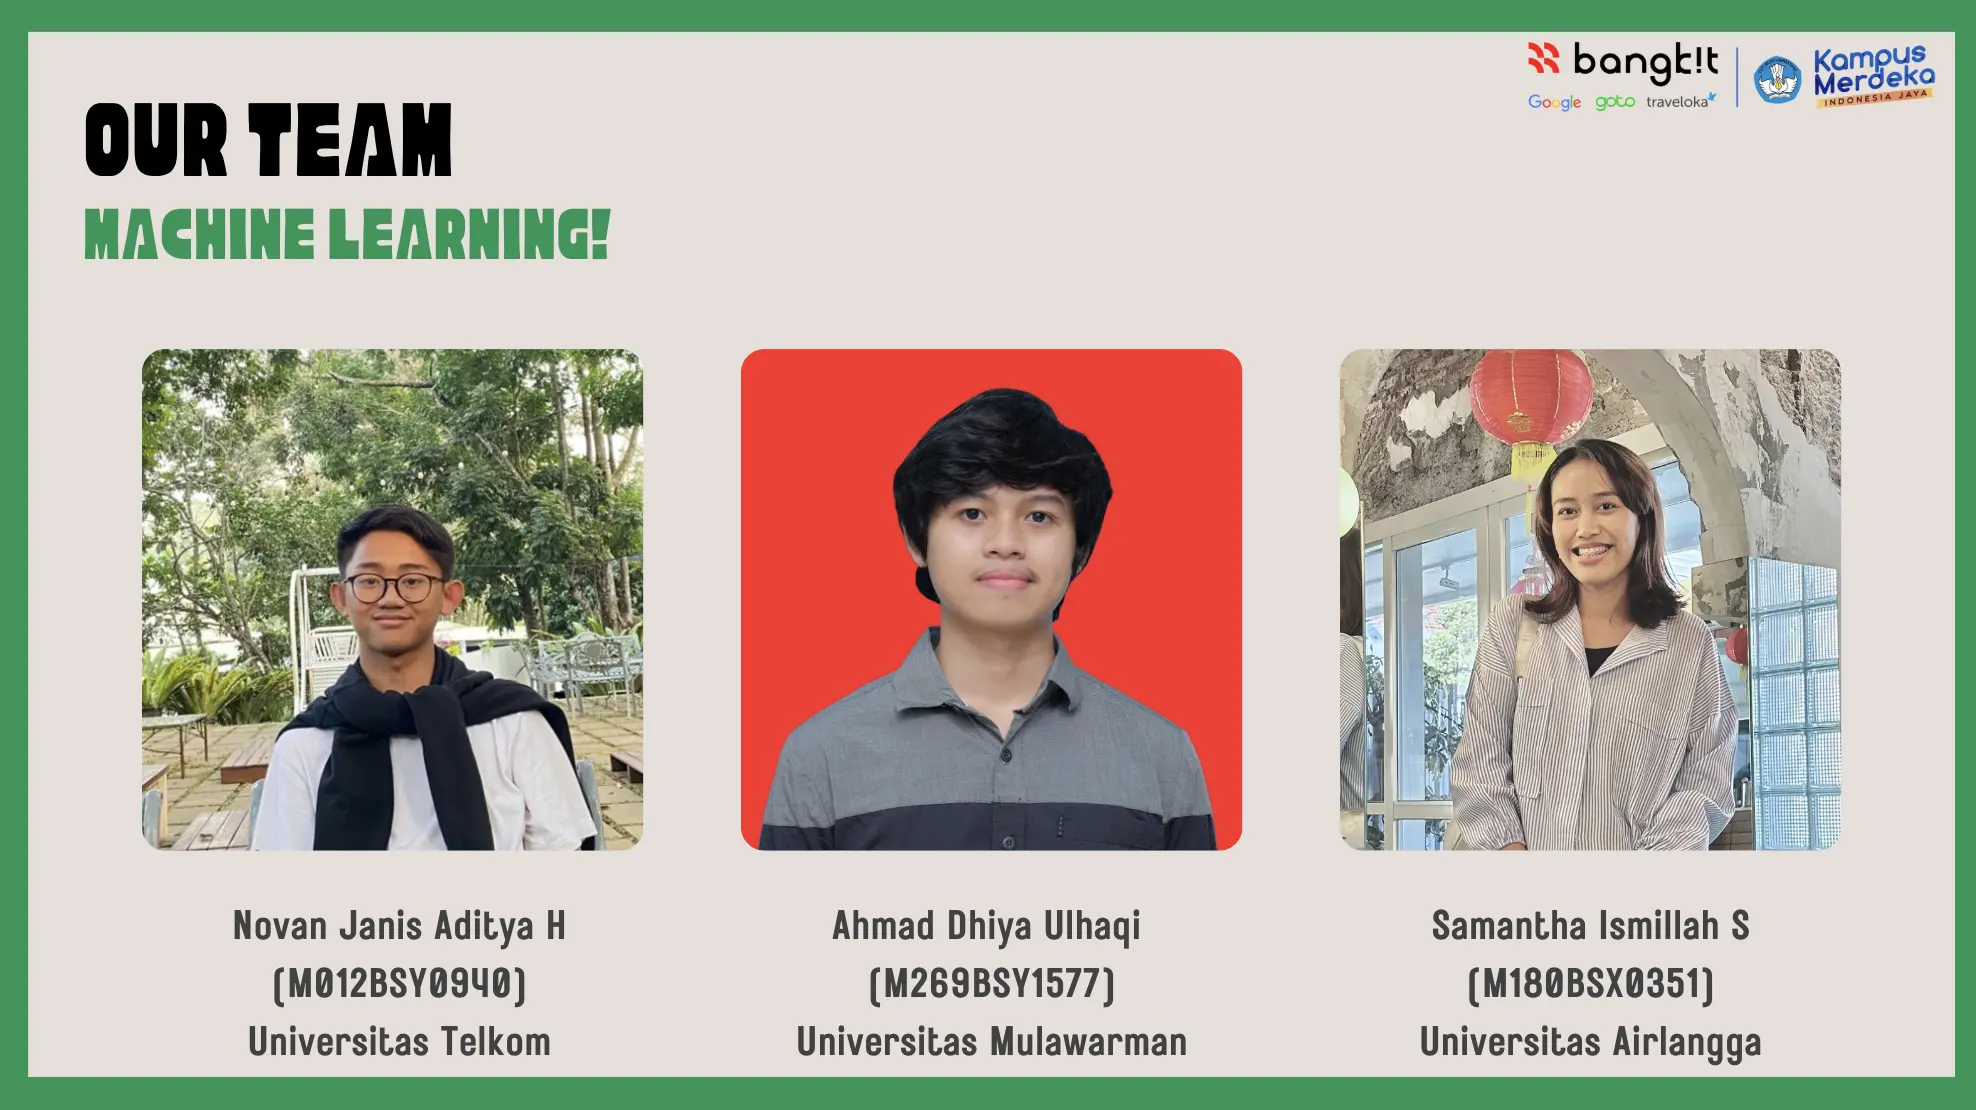 bangk!t
Google goto traveloka
Kampus
Merdeka
INDONESIA JAYA
OUR TEAM
MACHINE LEARNING!
Novan Janis Aditya H
(M012BSY0940)
Universitas Telkom
Ahmad Dhiya Ulhaqi
(M269BSY1577)
Universitas Mulawarman
Samantha Ismillah S
(M180BSX0351)
Universitas Airlangga